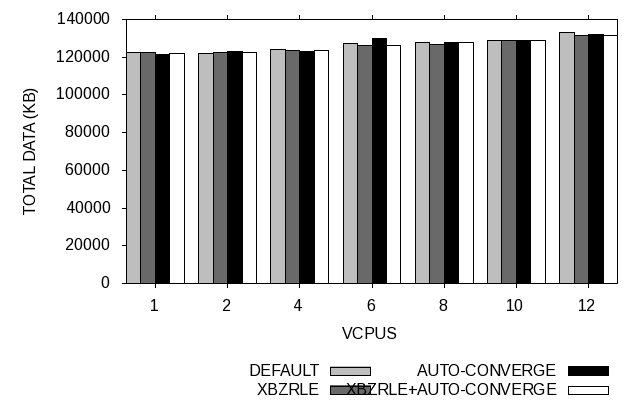 140000
120000
100000
80000
60000
40000
20000
0
TOTAL DATA (KB)
1 2 4 6 8 10 12
VCPUS
DEFAULT AUTO-CONVERGE
XBZRLE XBZRLE+AUTO-CONVERGE